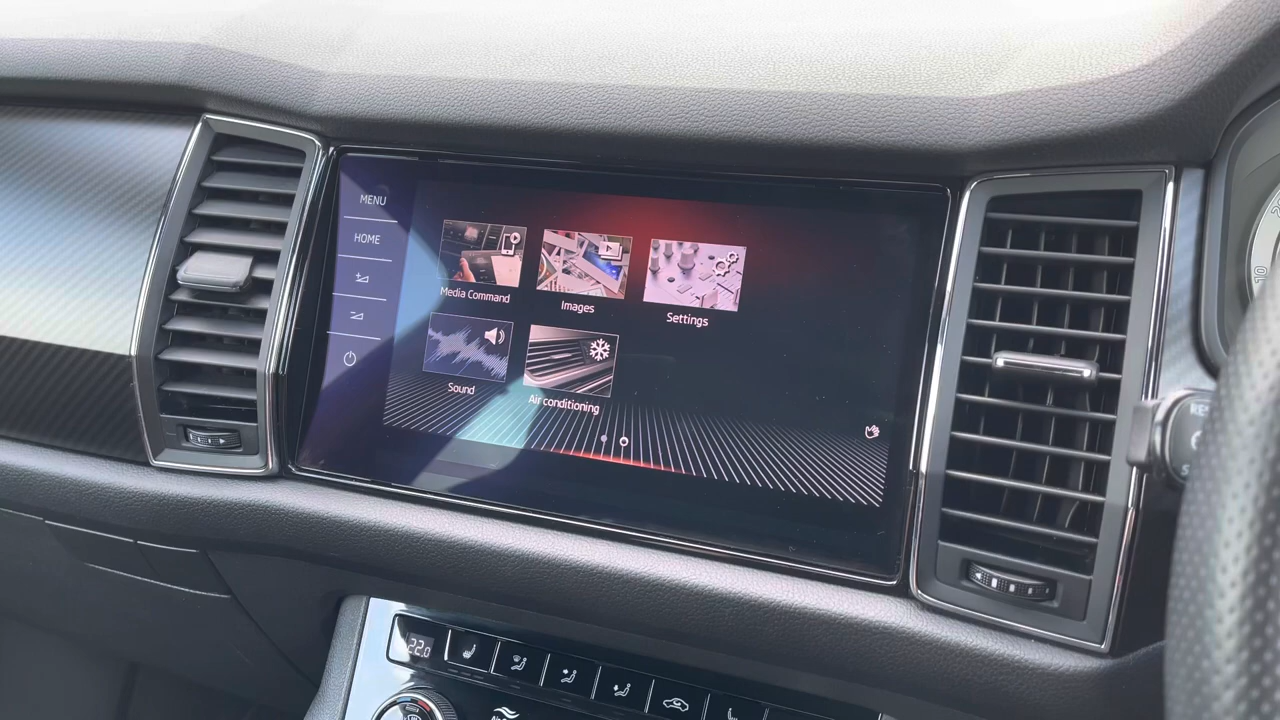 MENU
HOME
Media Command
Images
Settings
Sound
Air conditioning
22.0